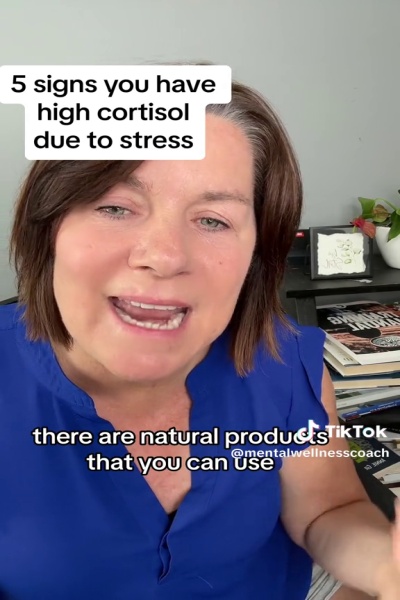 5 signs you have
high cortisol
due to stress
there are natural products
that you can use
TikTok
@mentalwellnesscoach